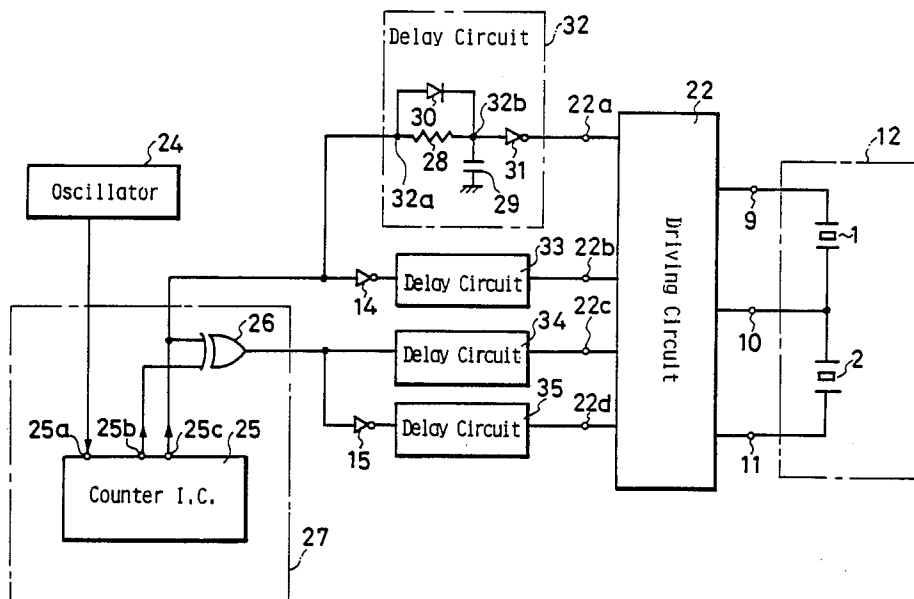 Delay Circuit
32
30
32b
22a
22
28
31
12
24
Oscillator
32a
29
9
1
Driving Circuit
33
22b
Delay Circuit
14
26
34
22c
10
Delay Circuit
2
35
22d
Delay Circuit
25a
25b
25c
25
15
11
Counter I.C.
27